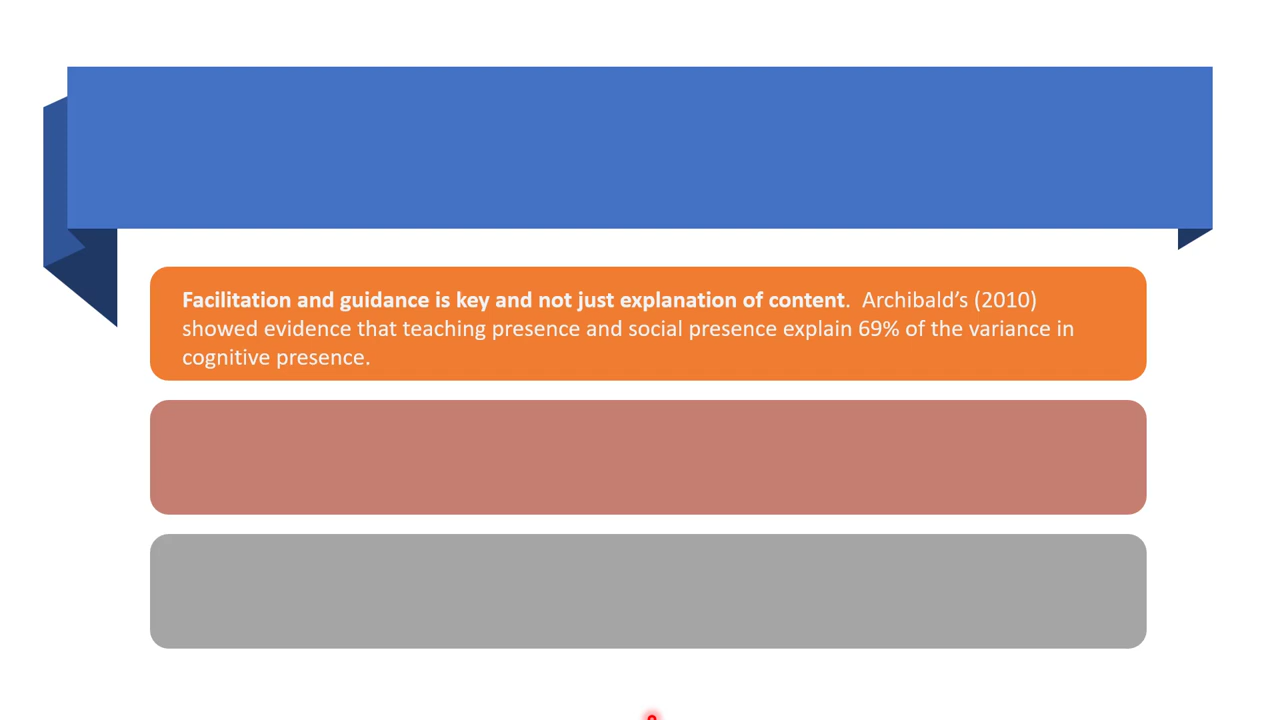 Facilitation and guidance is key and not just explanation of content.  Archibald’s (2010)
showed evidence that teaching presence and social presence explain 69% of the variance in
cognitive presence.